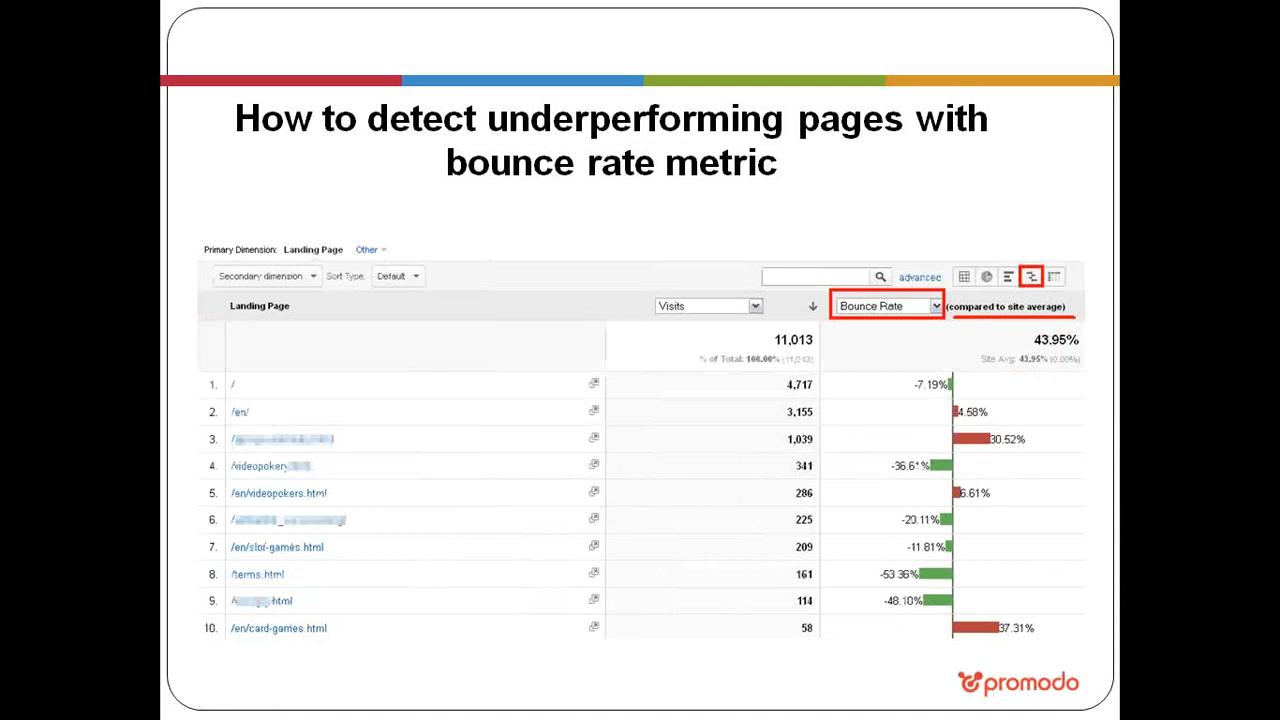 How to detect underperforming pages with
bounce rate metric
Primary Dimension: Landing Page Other
Secondary dimension Sort Type: Default advanced
Landing Page Visits Bounce Rate (compared to site average)
11,013 43.95%
% of Total: 100.00% (11,013) Site Avg: 43.95% (0.00%)
1. / 4,717 -7.19%
2. /en/ 3,155 4.58%
3. / 1,039 30.52%
4. /videopoker 341 -36.61%
5. /en/videopokers.html 286 6.61%
6. / 225 -20.11%
7. /en/slot-games.html 209 -11.81%
8. /terms.html 161 -53.36%
9. / .html 114 -48.10%
10. /en/card-games.html 58 37.31%
promodo